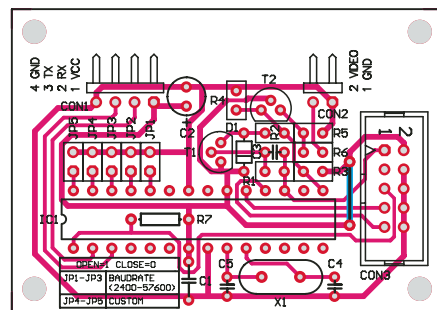 4 GND
3 TX
2 RX
1 VCC
2 VIDEO
1 GND
CON1
CON2
JP5
JP4
JP3
JP2
JP1
C2
R4
T2
D1
T1
C3
R2
R5
R6
R3
R1
2
1
IC1
R7
OPEN=1 CLOSE=0
JP1-JP3 BAUDRATE
(2400-57600)
JP4-JP5 CUSTOM
C1
C5
X1
C4
CON3